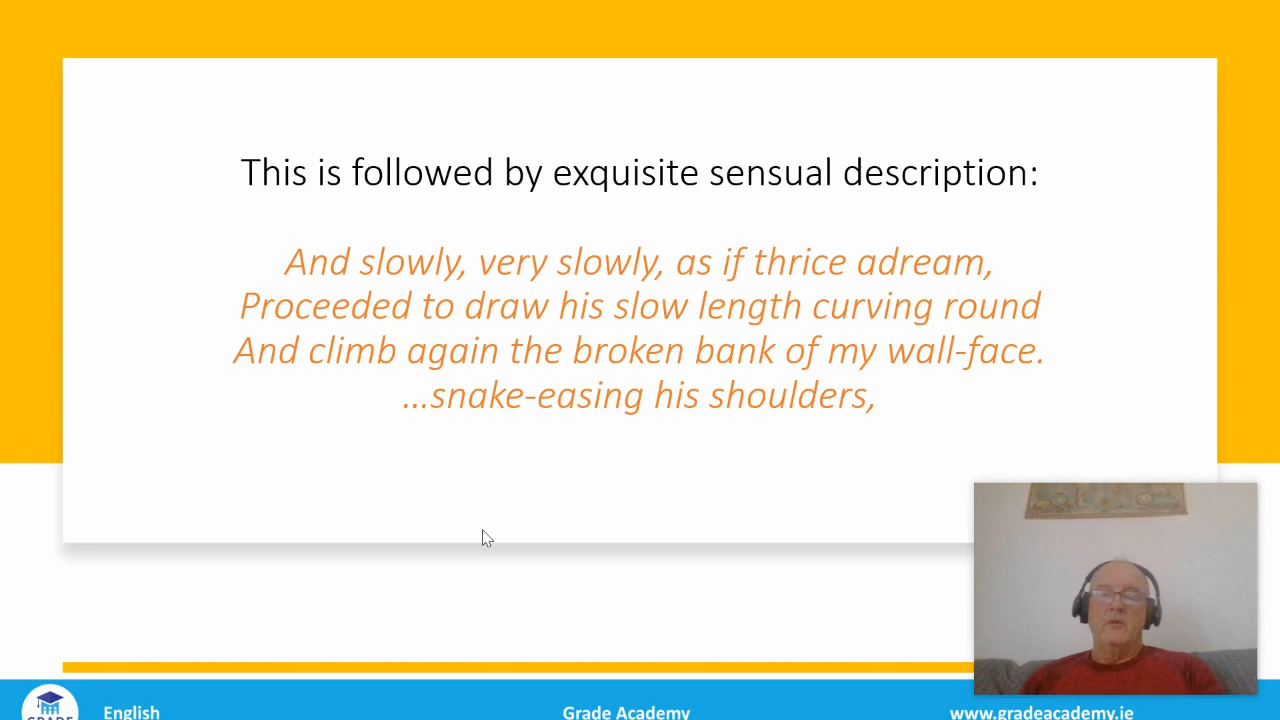 This is followed by exquisite sensual description:
And slowly, very slowly, as if thrice adream,
Proceeded to draw his slow length curving round
And climb again the broken bank of my wall-face.
…snake-easing his shoulders,
GRADE
English
Grade Academy
www.gradeacademy.ie